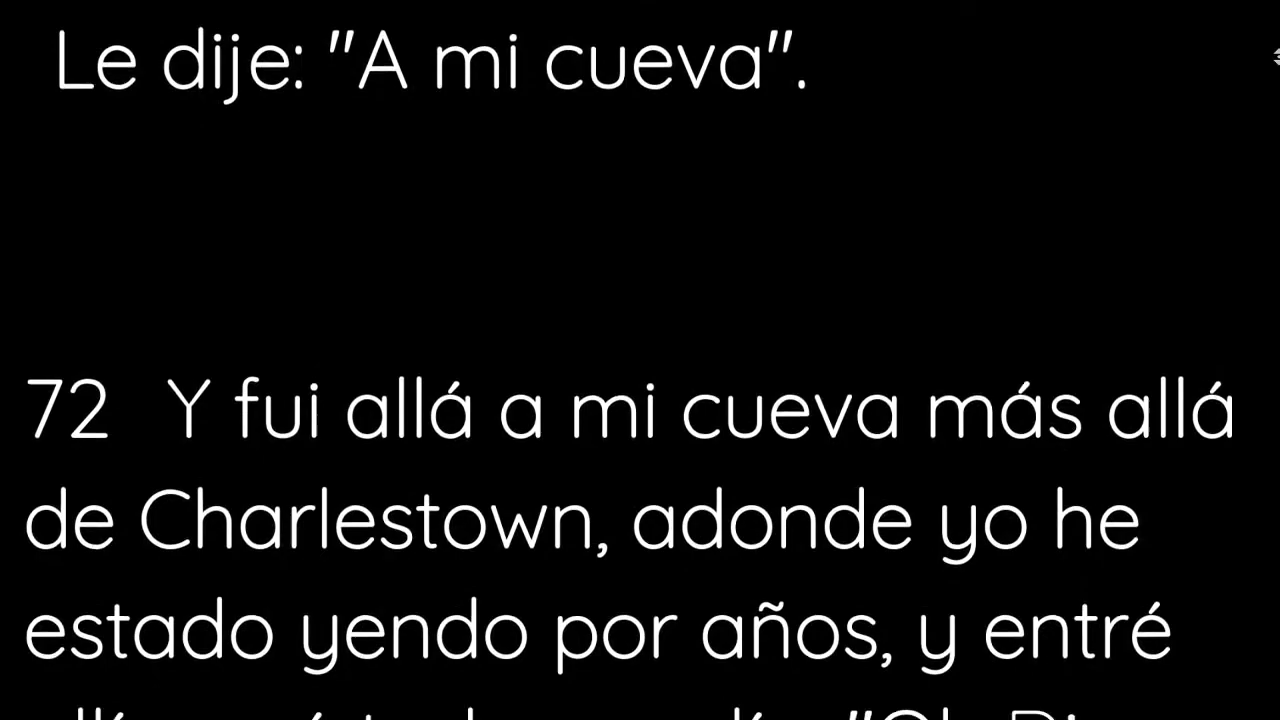 Le dije: "A mi cueva".
72 Y fui allá a mi cueva más allá
de Charlestown, adonde yo he
estado yendo por años, y entré